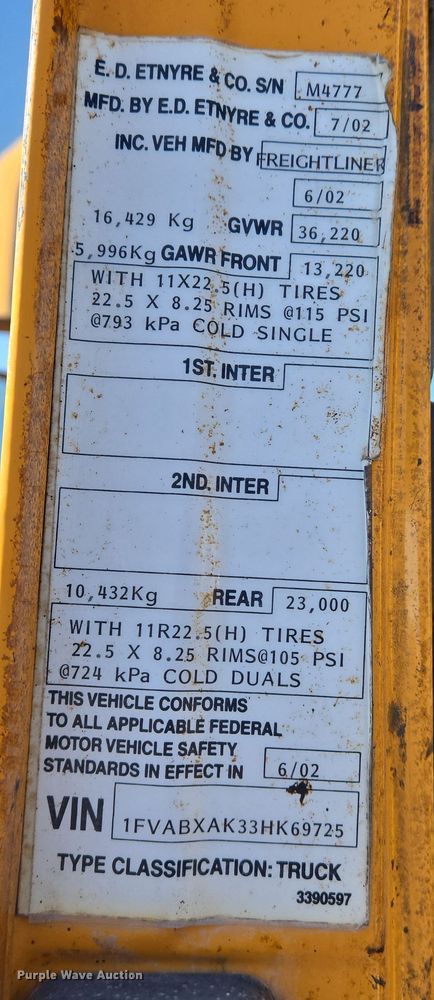 E. D. ETNYRE & CO. S/N M4777
MFD. BY E.D. ETNYRE & CO. 7/02
INC. VEH MFD BY FREIGHTLINER
6/02
16,429 Kg GVWR 36,220
5,996Kg GAWR FRONT 13,220
WITH 11X22.5(H) TIRES
22.5 X 8.25 RIMS @115 PSI
@793 kPa COLD SINGLE
1ST. INTER
2ND. INTER
10,432Kg REAR 23,000
WITH 11R22.5(H) TIRES
22.5 X 8.25 RIMS@105 PSI
@724 kPa COLD DUALS
THIS VEHICLE CONFORMS
TO ALL APPLICABLE FEDERAL
MOTOR VEHICLE SAFETY
STANDARDS IN EFFECT IN 6/02
VIN 1FVABXAK33HK69725
TYPE CLASSIFICATION: TRUCK
3390597
Purple Wave Auction